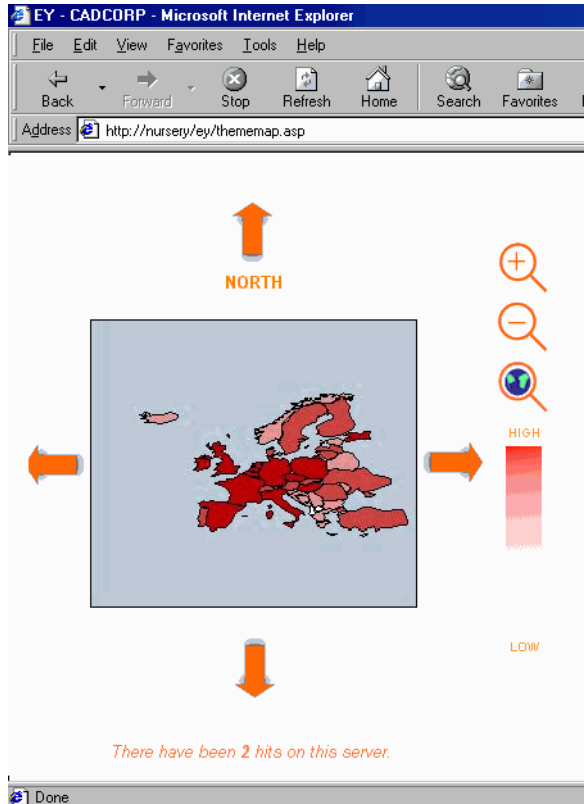 EY - CADCORP - Microsoft Internet Explorer
File Edit View Favorites Tools Help
Back Forward Stop Refresh Home Search Favorites
Address http://nursery/ey/thememap.asp
NORTH
HIGH
LOW
There have been 2 hits on this server.
Done